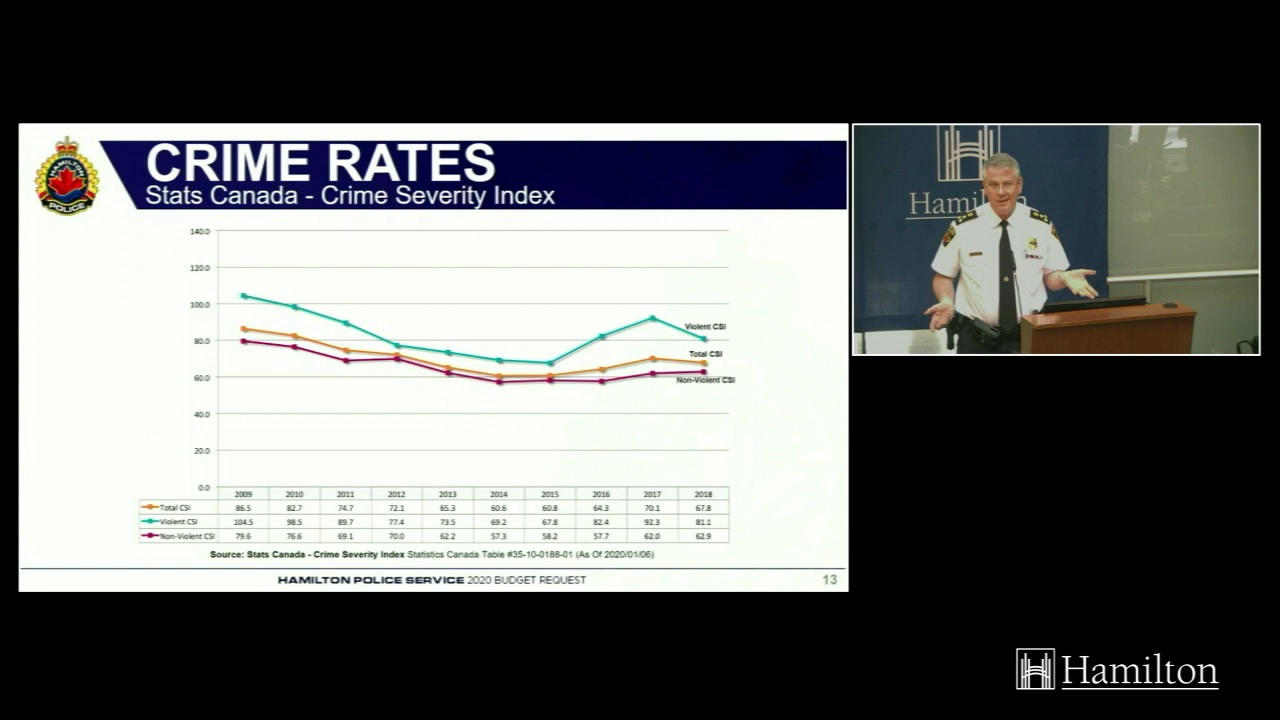 HAMILTON
POLICE
CRIME RATES
Stats Canada - Crime Severity Index
140.0
120.0
100.0
80.0
60.0
40.0
20.0
0.0
Violent CSI
Total CSI
Non-Violent CSI
2009 2010 2011 2012 2013 2014 2015 2016 2017 2018
Total CSI 86.5 82.7 74.7 72.1 65.3 60.6 60.8 64.3 70.1 67.8
Violent CSI 104.5 98.5 89.7 77.4 73.5 69.2 67.8 82.4 92.3 81.1
Non-Violent CSI 79.6 76.6 69.1 70.0 62.2 57.3 58.2 57.7 62.0 62.9
Source: Stats Canada - Crime Severity Index Statistics Canada Table #35-10-0188-01 (As Of 2020/01/06)
HAMILTON POLICE SERVICE 2020 BUDGET REQUEST
13
Hamilton
Hamilton